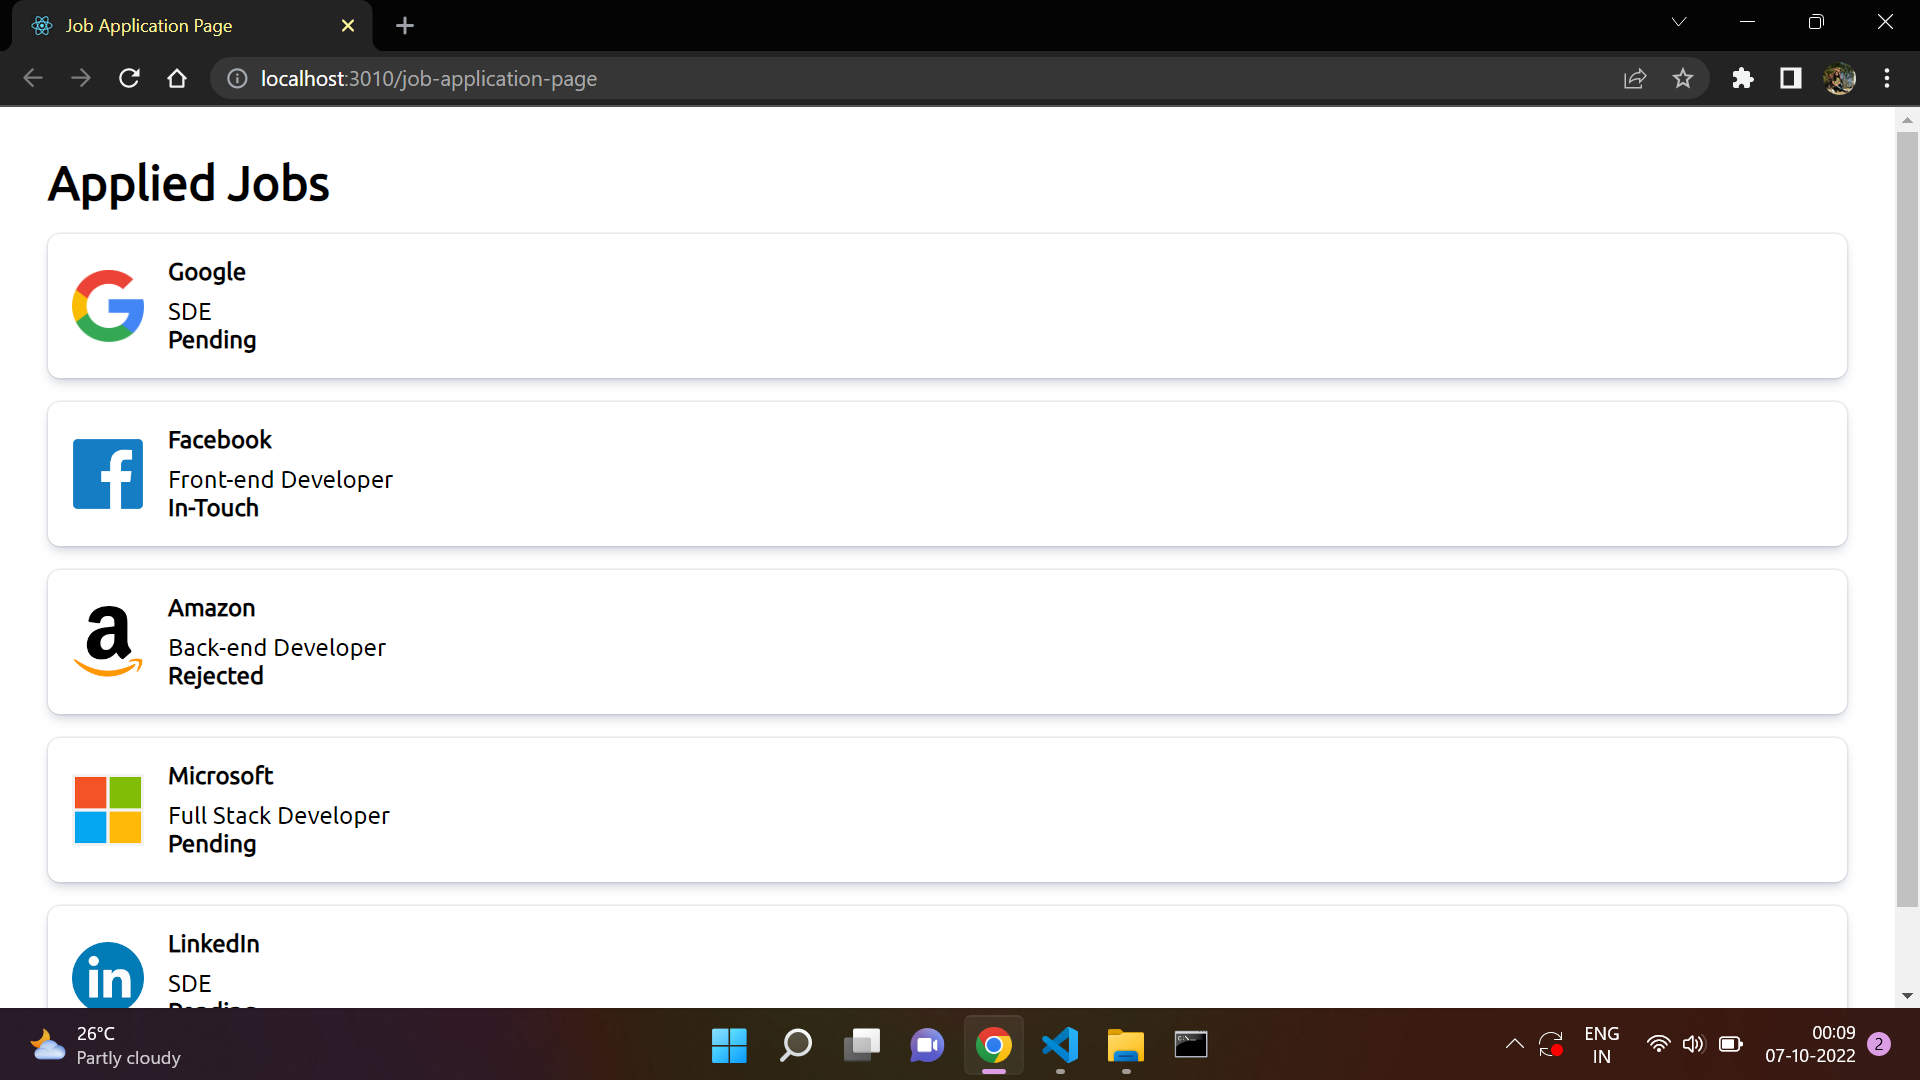 Job Application Page
localhost:3010/job-application-page
Applied Jobs
Google
SDE
Pending
Facebook
Front-end Developer
In-Touch
a
Amazon
Back-end Developer
Rejected
Microsoft
Full Stack Developer
Pending
in
LinkedIn
SDE
Pending
26°C
Partly cloudy
ENG
IN
00:09
07-10-2022
2